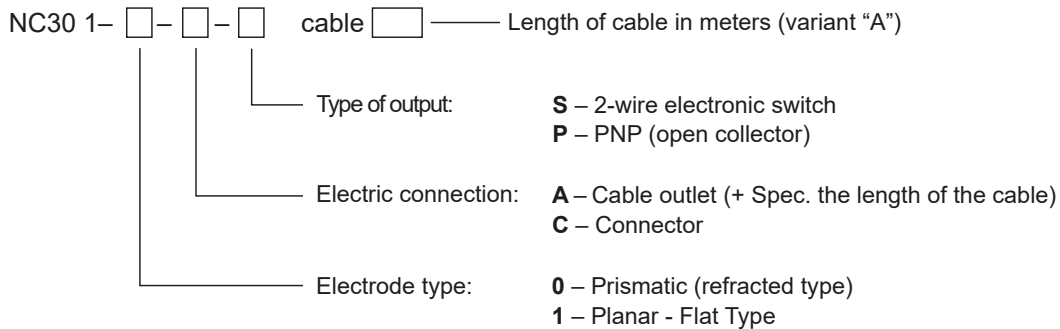 NC30 1– □ – □ – □ cable □ Length of cable in meters (variant “A”)
Type of output: S – 2-wire electronic switch
P – PNP (open collector)
Electric connection: A – Cable outlet (+ Spec. the length of the cable)
C – Connector
Electrode type: 0 – Prismatic (refracted type)
1 – Planar - Flat Type